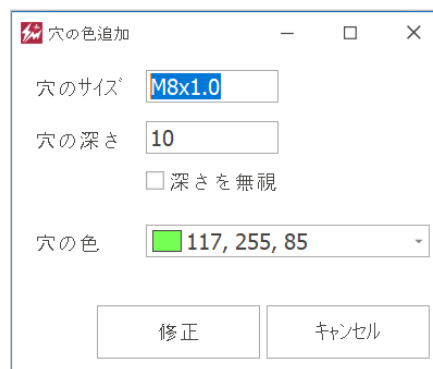 穴の色追加
穴のサイズ M8x1.0
穴の深さ 10
深さを無視
穴の色 117, 255, 85
修正 キャンセル